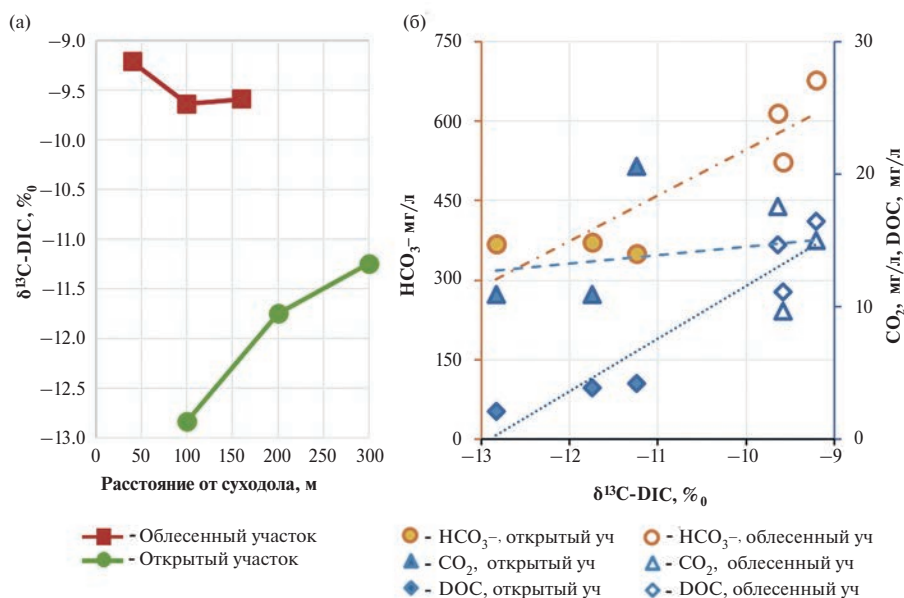 (а)
−9.0
−9.5
−10.0
−10.5
−11.0
−11.5
−12.0
−12.5
−13.0
δ¹³C-DIC, %₀
0 50 100 150 200 250 300
Расстояние от суходола, м
- Облесенный участок
- Открытый участок
(б)
750
600
450
300
150
0
HCO₃− мг/л
30
20
10
0
CO₂, мг/л, DOC, мг/л
−13 −12 −11 −10 −9
δ¹³C-DIC, %₀
- HCO₃−, открытый уч
- CO₂, открытый уч
- DOC, открытый уч
- HCO₃−, облесенный уч
- CO₂, облесенный уч
- DOC, облесенный уч